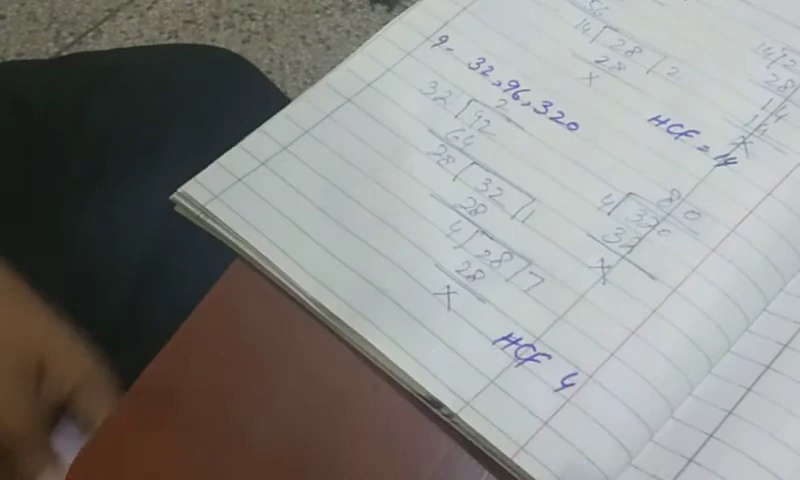 56
14 28 2
28
X
HCF = 14
9- 32,96,320
2
32 92
64
28 32 1
28
4 28 7
28
X
80
4 320
32
X
HCF 4